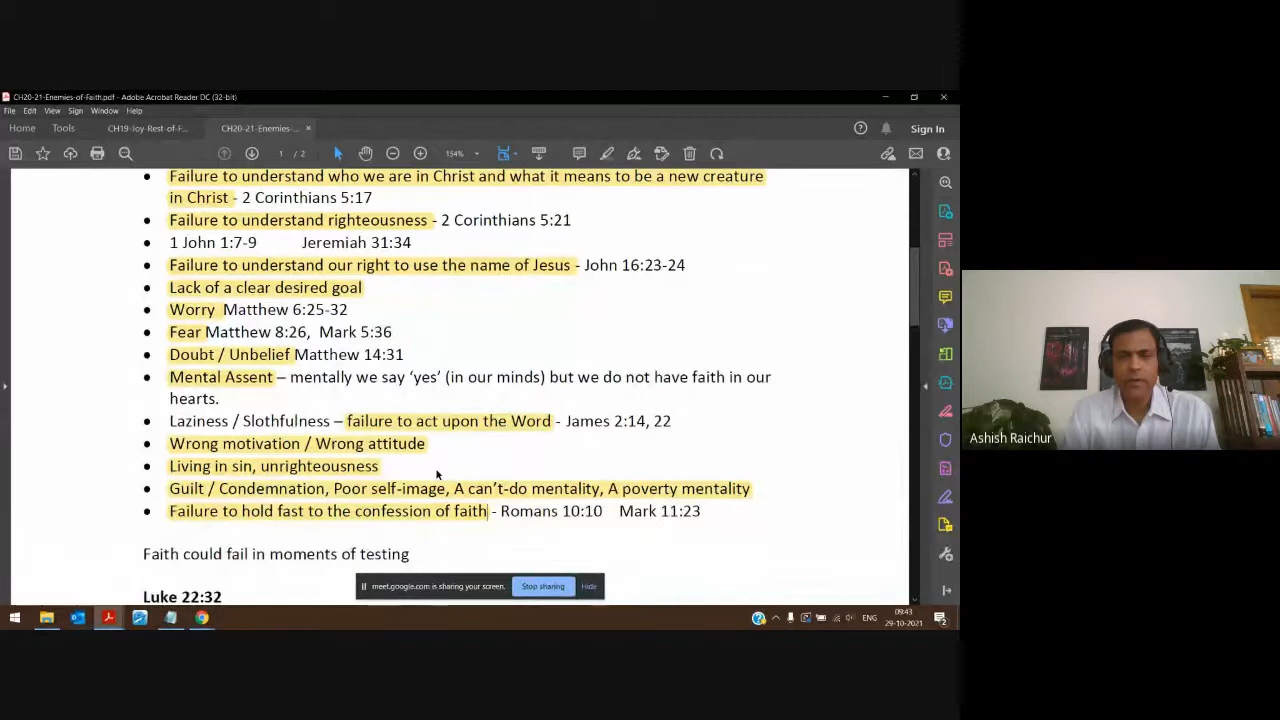 CH20-21-Enemies-of-Faith.pdf - Adobe Acrobat Reader DC (32-bit)
File Edit View Sign Window Help
Home Tools CH19-Joy-Rest-of-F... CH20-21-Enemies-... × Sign In
1 / 2 154%
• Failure to understand who we are in Christ and what it means to be a new creature
in Christ - 2 Corinthians 5:17
• Failure to understand righteousness - 2 Corinthians 5:21
• 1 John 1:7-9 Jeremiah 31:34
• Failure to understand our right to use the name of Jesus - John 16:23-24
• Lack of a clear desired goal
• Worry Matthew 6:25-32
• Fear Matthew 8:26, Mark 5:36
• Doubt / Unbelief Matthew 14:31
• Mental Assent – mentally we say ‘yes’ (in our minds) but we do not have faith in our
hearts.
• Laziness / Slothfulness – failure to act upon the Word - James 2:14, 22
• Wrong motivation / Wrong attitude
• Living in sin, unrighteousness
• Guilt / Condemnation, Poor self-image, A can’t-do mentality, A poverty mentality
• Failure to hold fast to the confession of faith - Romans 10:10 Mark 11:23
Faith could fail in moments of testing
Luke 22:32
meet.google.com is sharing your screen. Stop sharing Hide
ENG 09:43
29-10-2021
Ashish Raichur